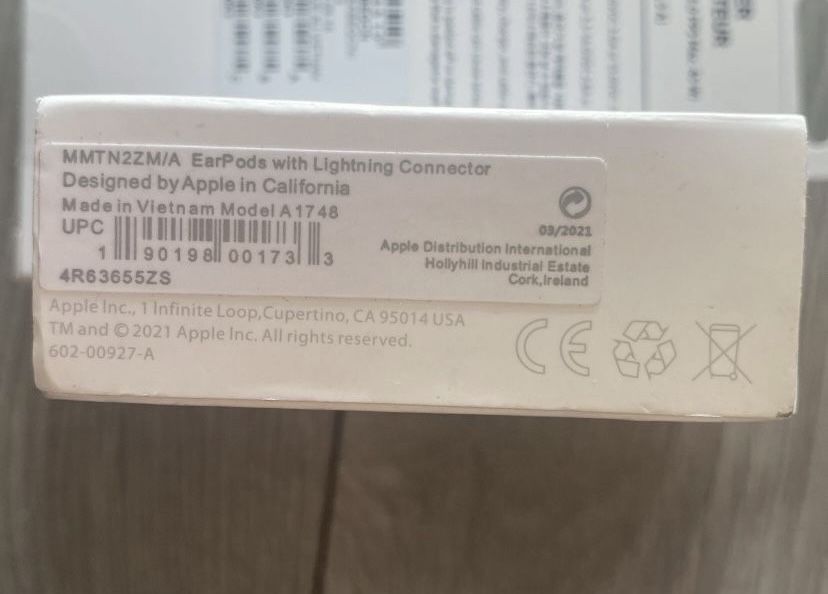 MMTN2ZM/A EarPods with Lightning Connector
Designed by Apple in California
Made in Vietnam Model A1748
UPC
1 90198 00173 3
4R63655ZS
03/2021
Apple Distribution International
Hollyhill Industrial Estate
Cork,Ireland
Apple Inc., 1 Infinite Loop,Cupertino, CA 95014 USA
TM and © 2021 Apple Inc. All rights reserved.
602-00927-A
CE